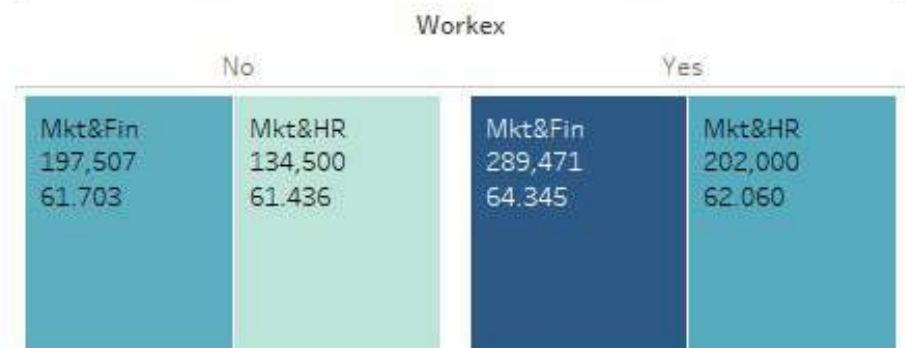 Workex
No
Yes
Mkt&Fin
197,507
61.703
Mkt&HR
134,500
61.436
Mkt&Fin
289,471
64.345
Mkt&HR
202,000
62.060